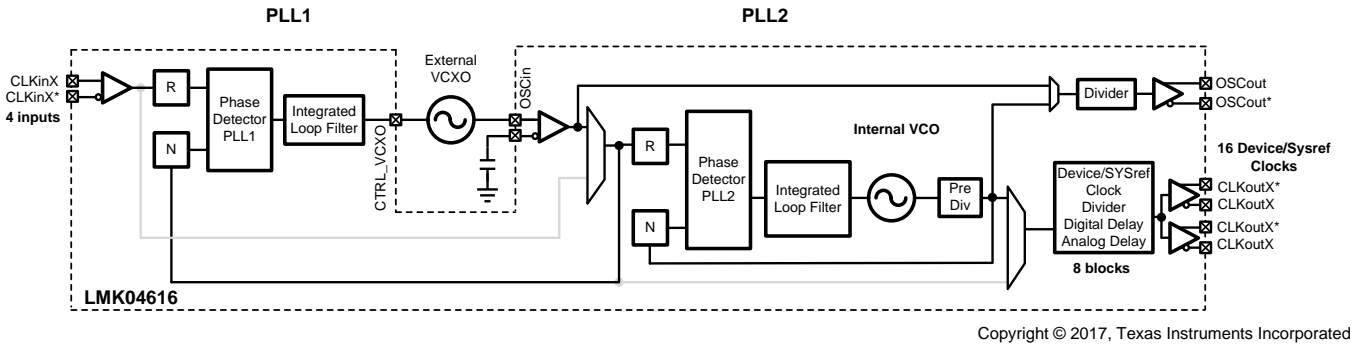 PLL1
PLL2
CLKinX
CLKinX*
4 inputs
R
N
Phase
Detector
PLL1
Integrated
Loop Filter
CTRL_VCXO
External
VCXO
OSCin
R
N
Phase
Detector
PLL2
Integrated
Loop Filter
Internal VCO
Pre
Div
Divider
OSCout
OSCout*
16 Device/Sysref
Clocks
Device/SYSref
Clock
Divider
Digital Delay
Analog Delay
8 blocks
CLKoutX*
CLKoutX
CLKoutX*
CLKoutX
LMK04616
Copyright © 2017, Texas Instruments Incorporated